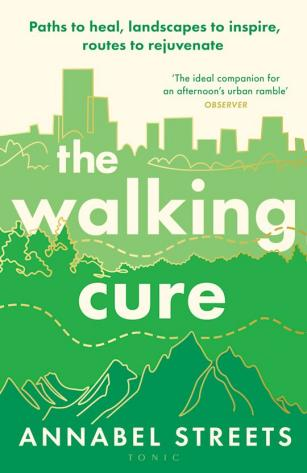 Paths to heal, landscapes to inspire,
routes to rejuvenate
‘The ideal companion for
an afternoon’s urban ramble’
OBSERVER
the
walking
cure
ANNABEL STREETS
TONIC